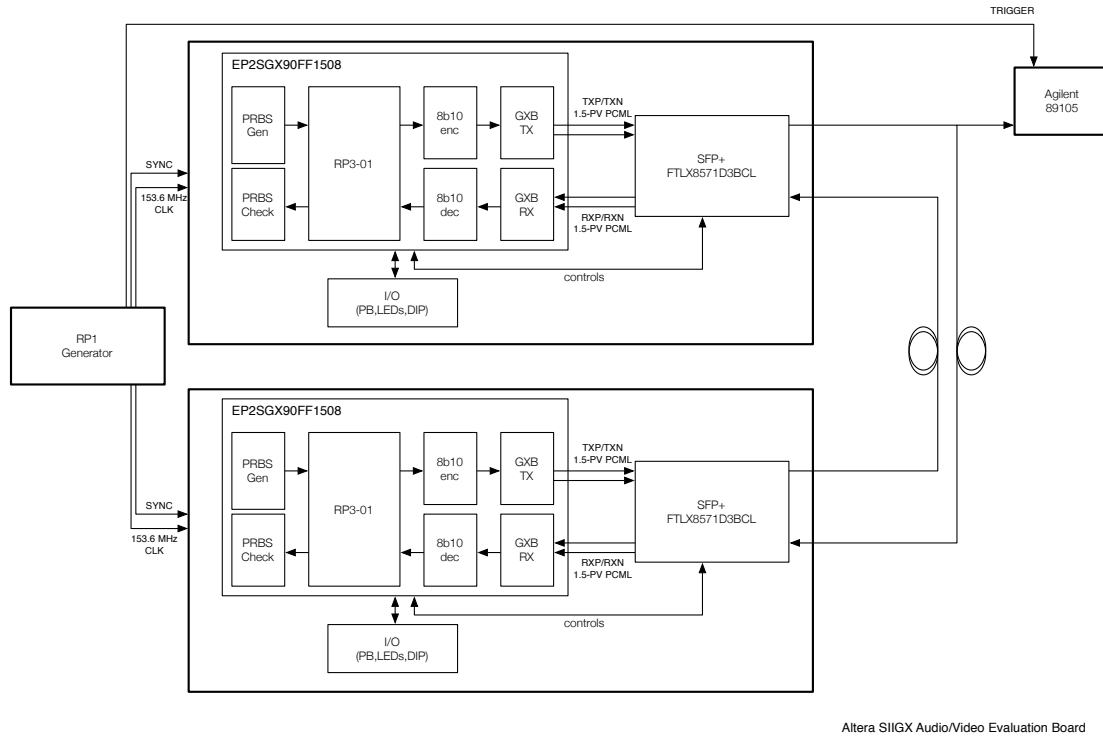 TRIGGER
Agilent
89105
EP2SGX90FF1508
PRBS
Gen
RP3-01
8b10
enc
GXB
TX
TXP/TXN
1.5-PV PCML
SFP+
FTLX8571D3BCL
SYNC
153.6 MHz
CLK
PRBS
Check
8b10
dec
GXB
RX
RXP/RXN
1.5-PV PCML
controls
I/O
(PB,LEDs,DIP)
RP1
Generator
EP2SGX90FF1508
PRBS
Gen
RP3-01
8b10
enc
GXB
TX
TXP/TXN
1.5-PV PCML
SFP+
FTLX8571D3BCL
SYNC
153.6 MHz
CLK
PRBS
Check
8b10
dec
GXB
RX
RXP/RXN
1.5-PV PCML
controls
I/O
(PB,LEDs,DIP)
Altera SIIGX Audio/Video Evaluation Board